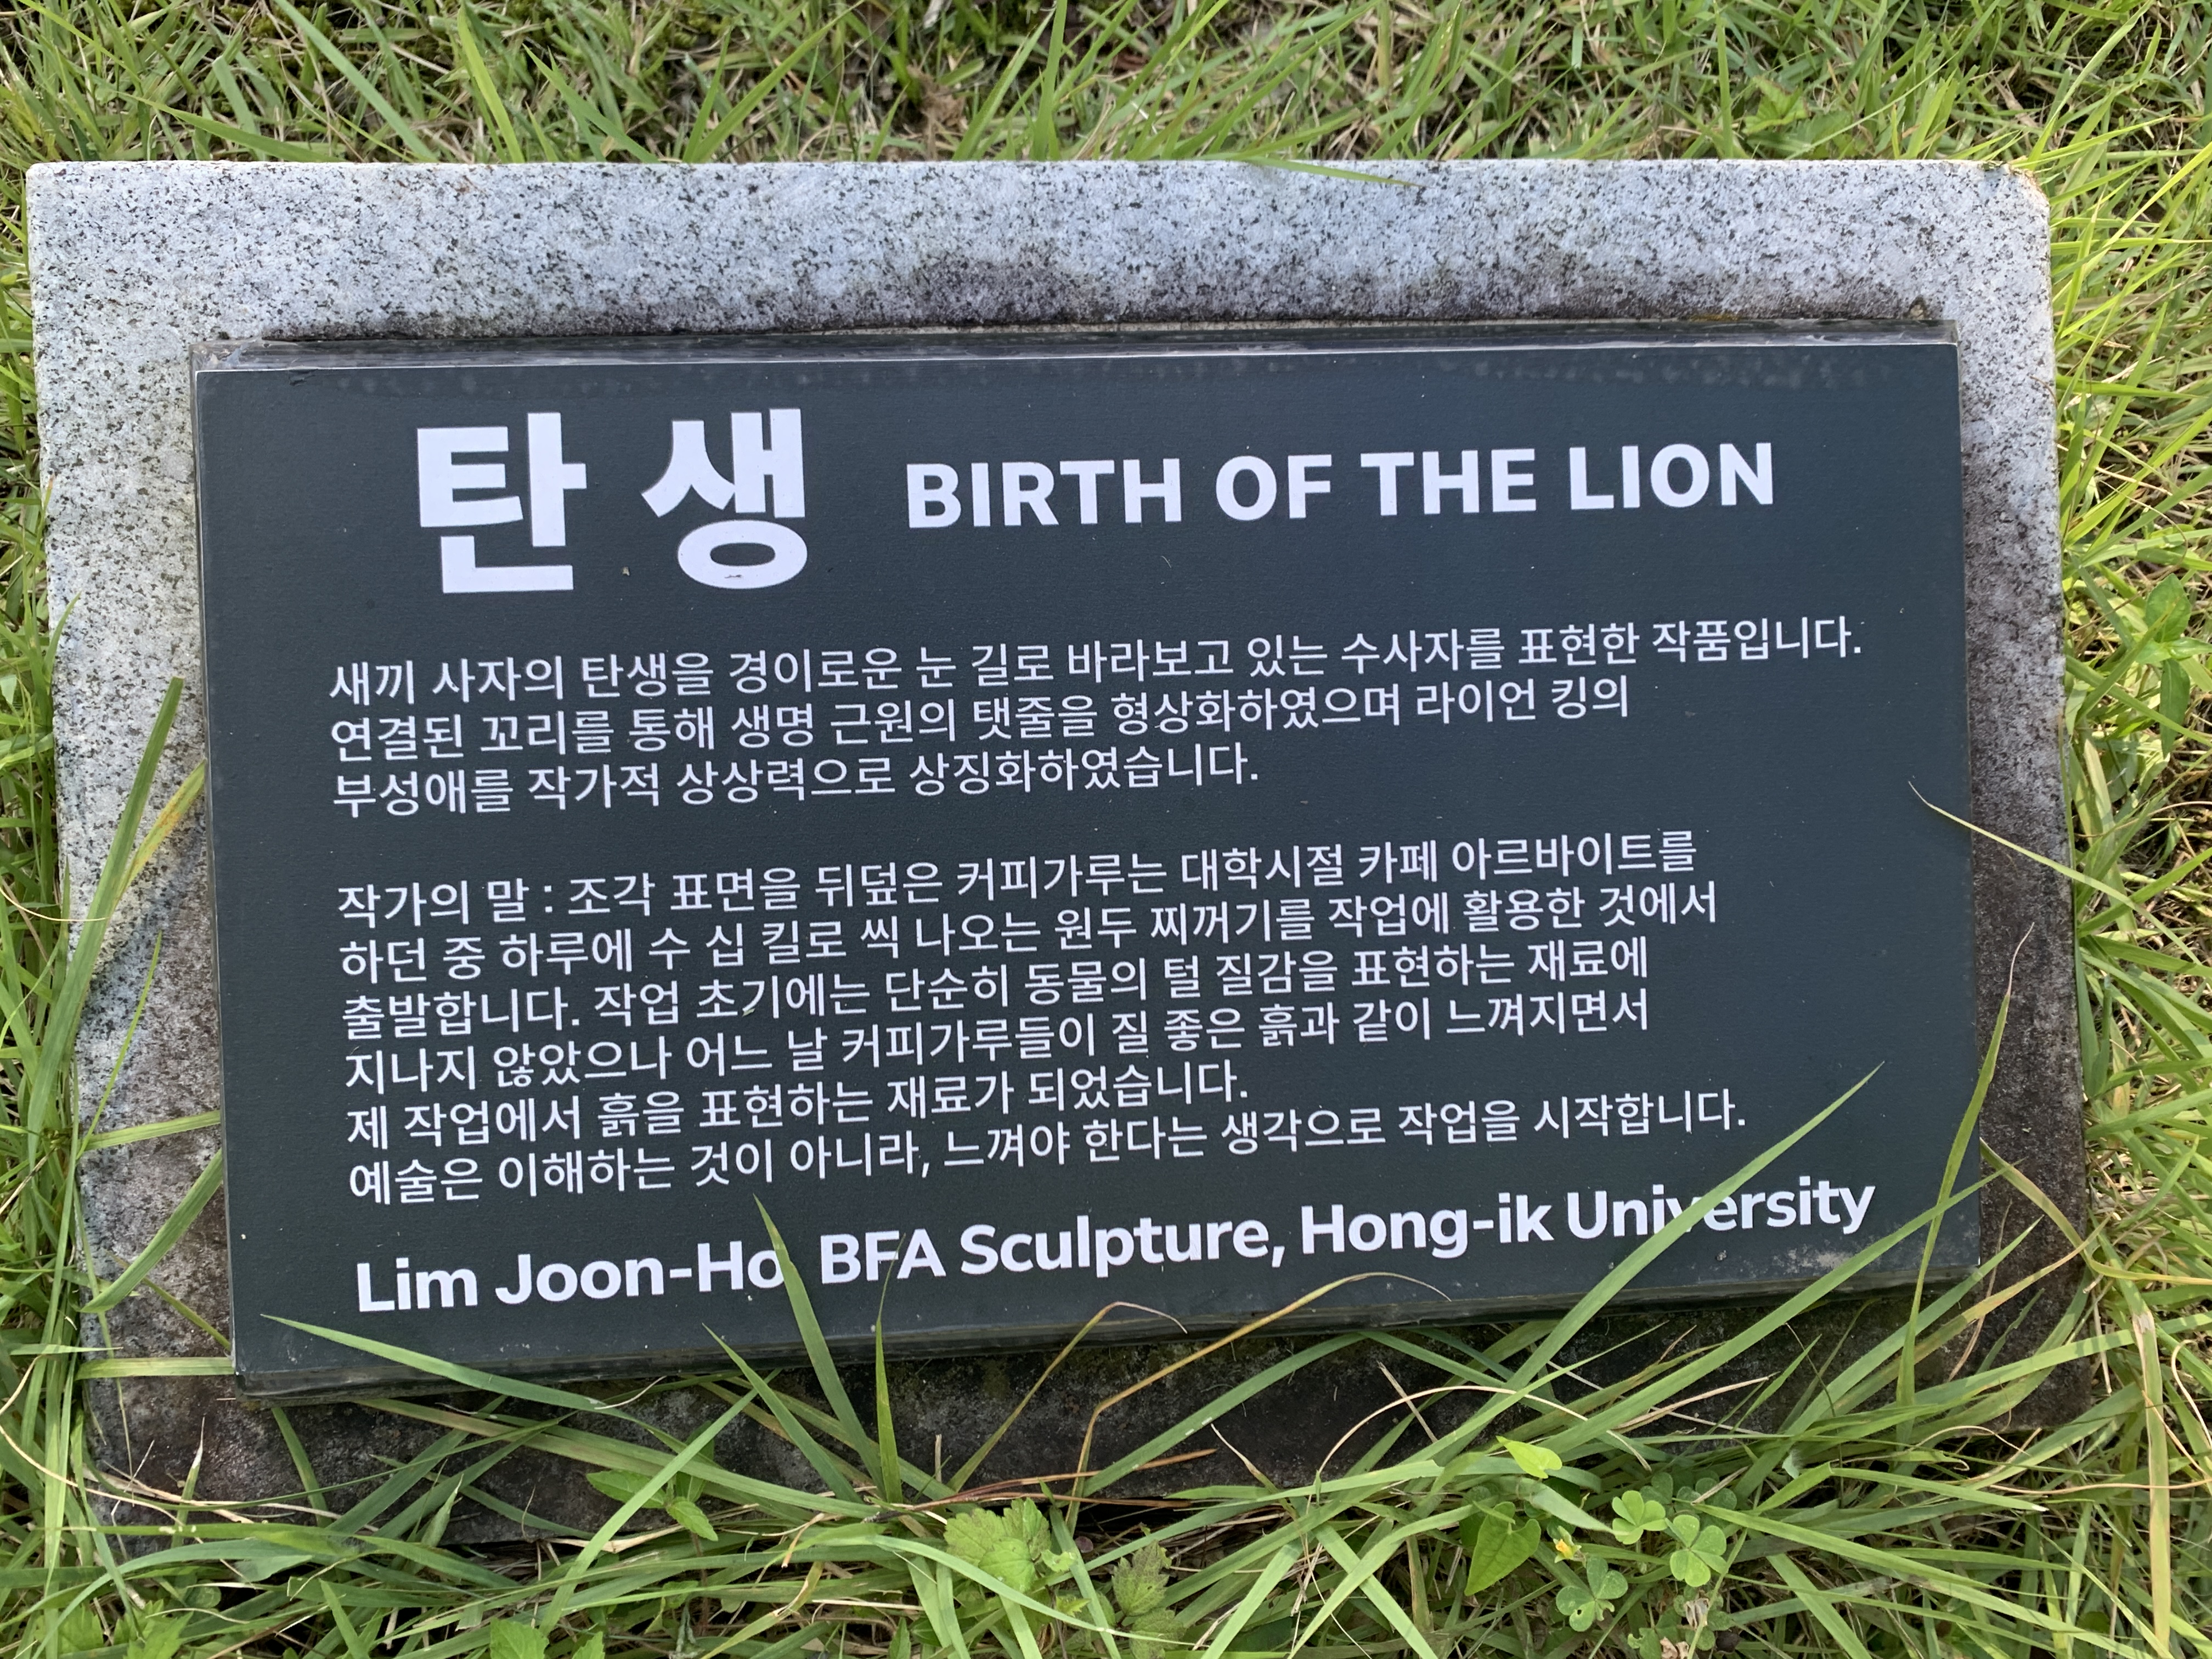 탄생 BIRTH OF THE LION
새끼 사자의 탄생을 경이로운 눈 길로 바라보고 있는 수사자를 표현한 작품입니다.
연결된 꼬리를 통해 생명 근원의 탯줄을 형상화하였으며 라이언 킹의
부성애를 작가적 상상력으로 상징화하였습니다.
작가의 말 : 조각 표면을 뒤덮은 커피가루는 대학시절 카페 아르바이트를
하던 중 하루에 수 십 킬로 씩 나오는 원두 찌꺼기를 작업에 활용한 것에서
출발합니다. 작업 초기에는 단순히 동물의 털 질감을 표현하는 재료에
지나지 않았으나 어느 날 커피가루들이 질 좋은 흙과 같이 느껴지면서
제 작업에서 흙을 표현하는 재료가 되었습니다.
예술은 이해하는 것이 아니라, 느껴야 한다는 생각으로 작업을 시작합니다.
Lim Joon-Ho BFA Sculpture, Hong-ik University